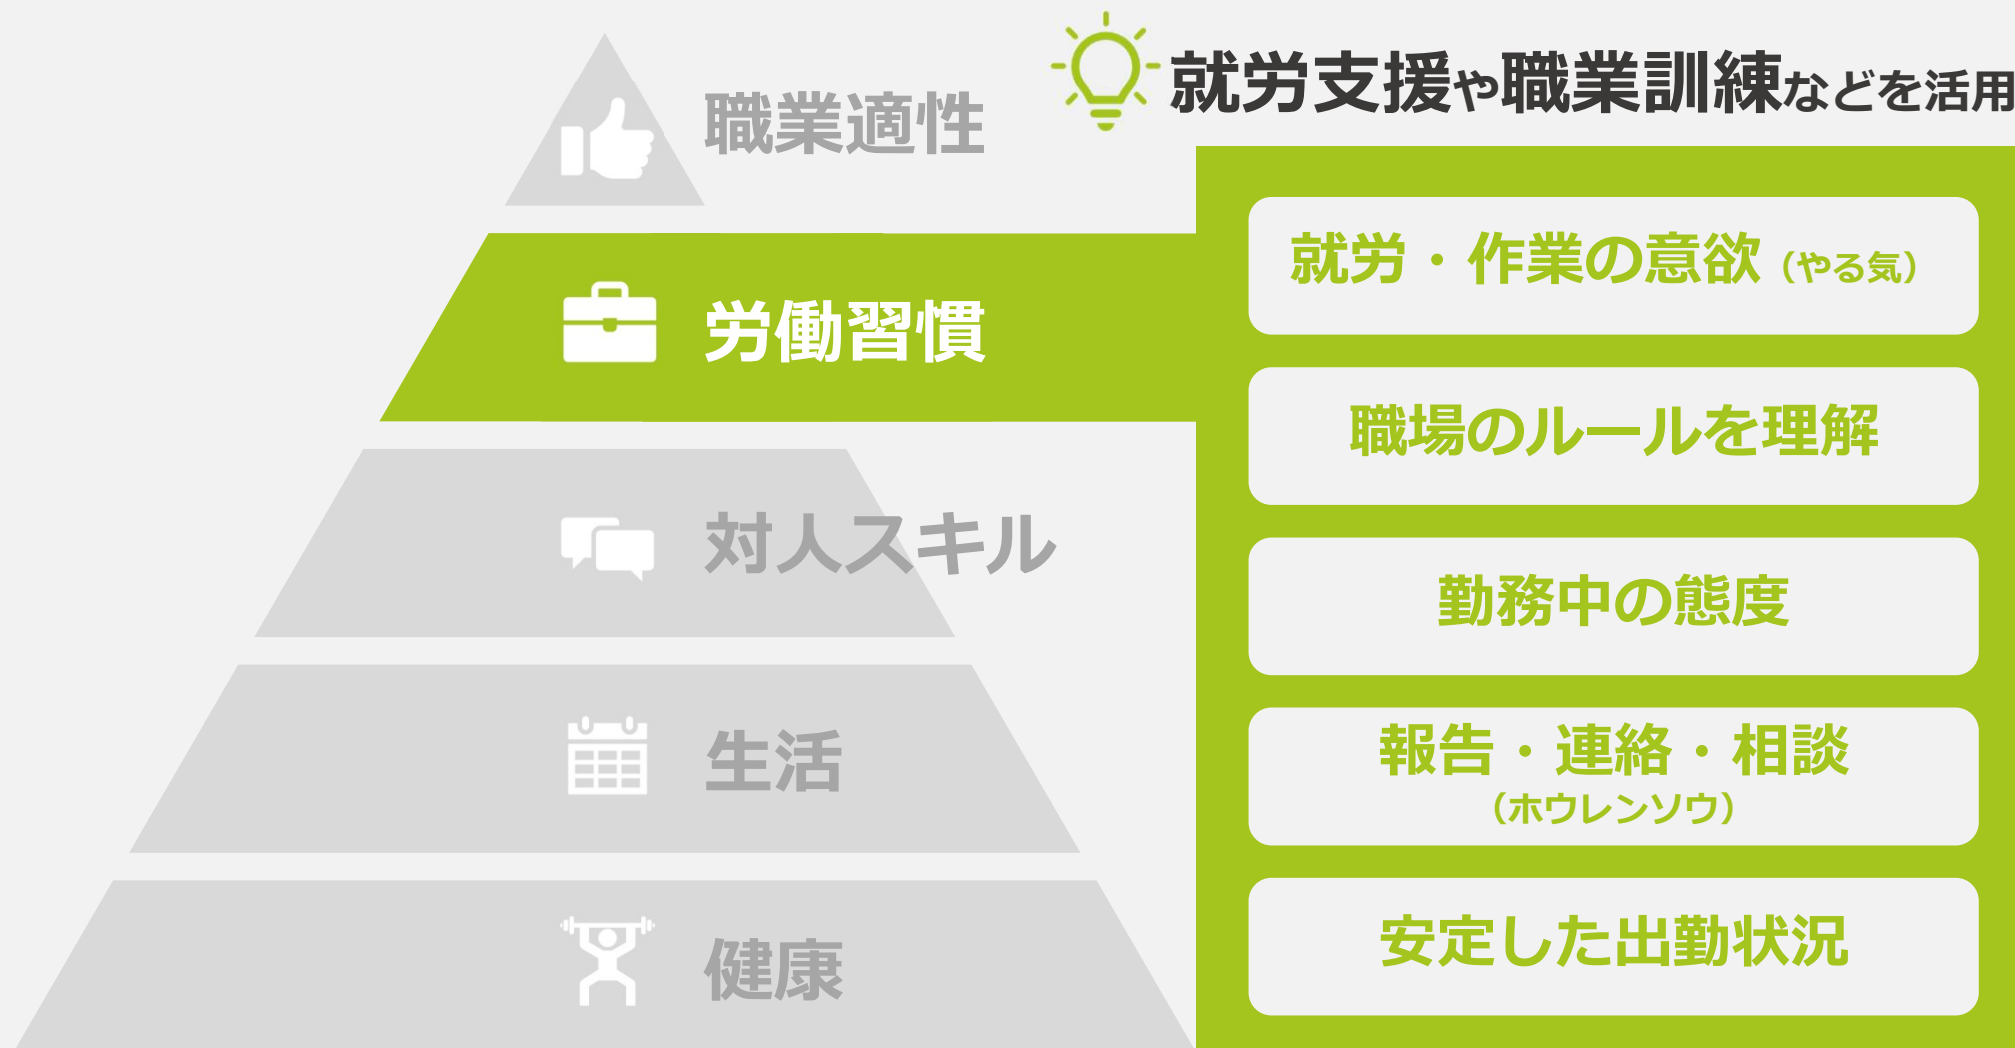 就労支援や職業訓練などを活用
職業適性
労働習慣
対人スキル
生活
健康
就労・作業の意欲（やる気）
職場のルールを理解
勤務中の態度
報告・連絡・相談
（ホウレンソウ）
安定した出勤状況